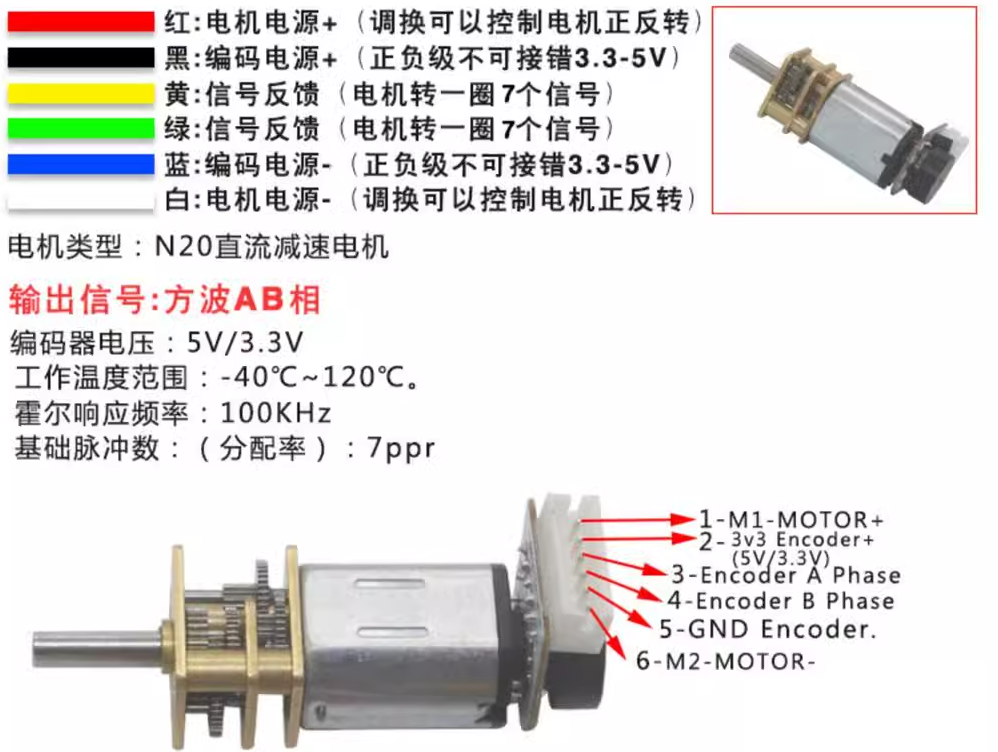 红:电机电源+（调换可以控制电机正反转）
黑:编码电源+（正负级不可接错3.3-5V）
黄:信号反馈（电机转一圈7个信号）
绿:信号反馈（电机转一圈7个信号）
蓝:编码电源-（正负级不可接错3.3-5V）
白:电机电源-（调换可以控制电机正反转）
电机类型：N20直流减速电机
输出信号:方波AB相
编码器电压：5V/3.3V
工作温度范围：-40℃~120℃。
霍尔响应频率：100KHz
基础脉冲数：（分配率）：7ppr
1-M1-MOTOR+
2-3v3 Encoder+
(5V/3.3V)
3-Encoder A Phase
4-Encoder B Phase
5-GND Encoder.
6-M2-MOTOR-